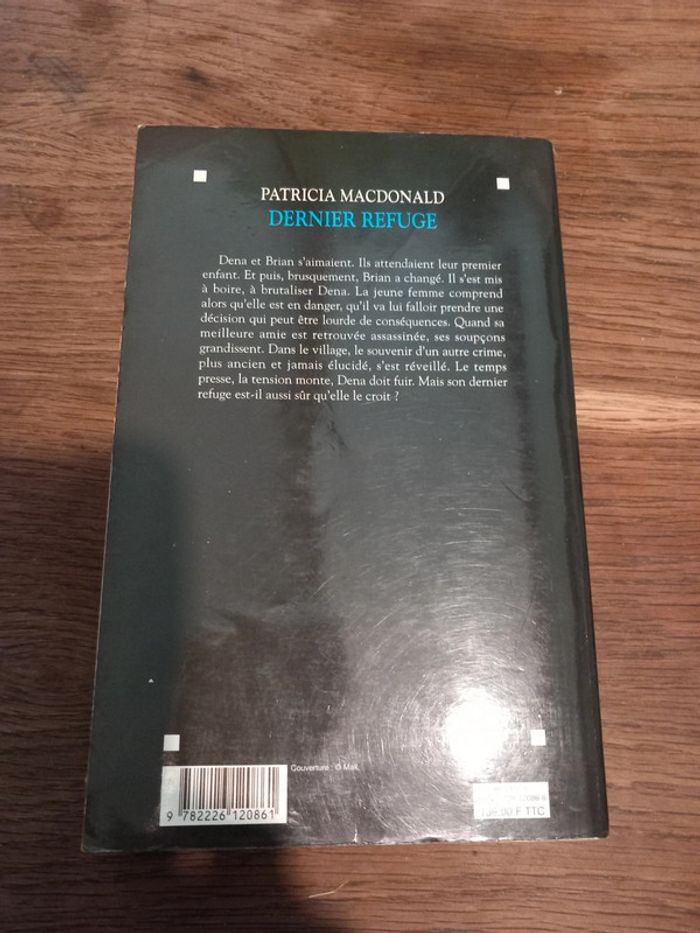 PATRICIA MACDONALD
DERNIER REFUGE
Dena et Brian s'aimaient. Ils attendaient leur premier
enfant. Et puis, brusquement, Brian a changé. Il s'est mis
à boire, à brutaliser Dena. La jeune femme comprend
alors qu'elle est en danger, qu'il va lui falloir prendre une
décision qui peut être lourde de conséquences. Quand sa
meilleure amie est retrouvée assassinée, ses soupçons
grandissent. Dans le village, le souvenir d'un autre crime,
plus ancien et jamais élucidé, s'est réveillé. Le temps
presse, la tension monte, Dena doit fuir. Mais son dernier
refuge est-il aussi sûr qu'elle le croit ?
Couverture : © Mak.
9 782226 120861
F TTC